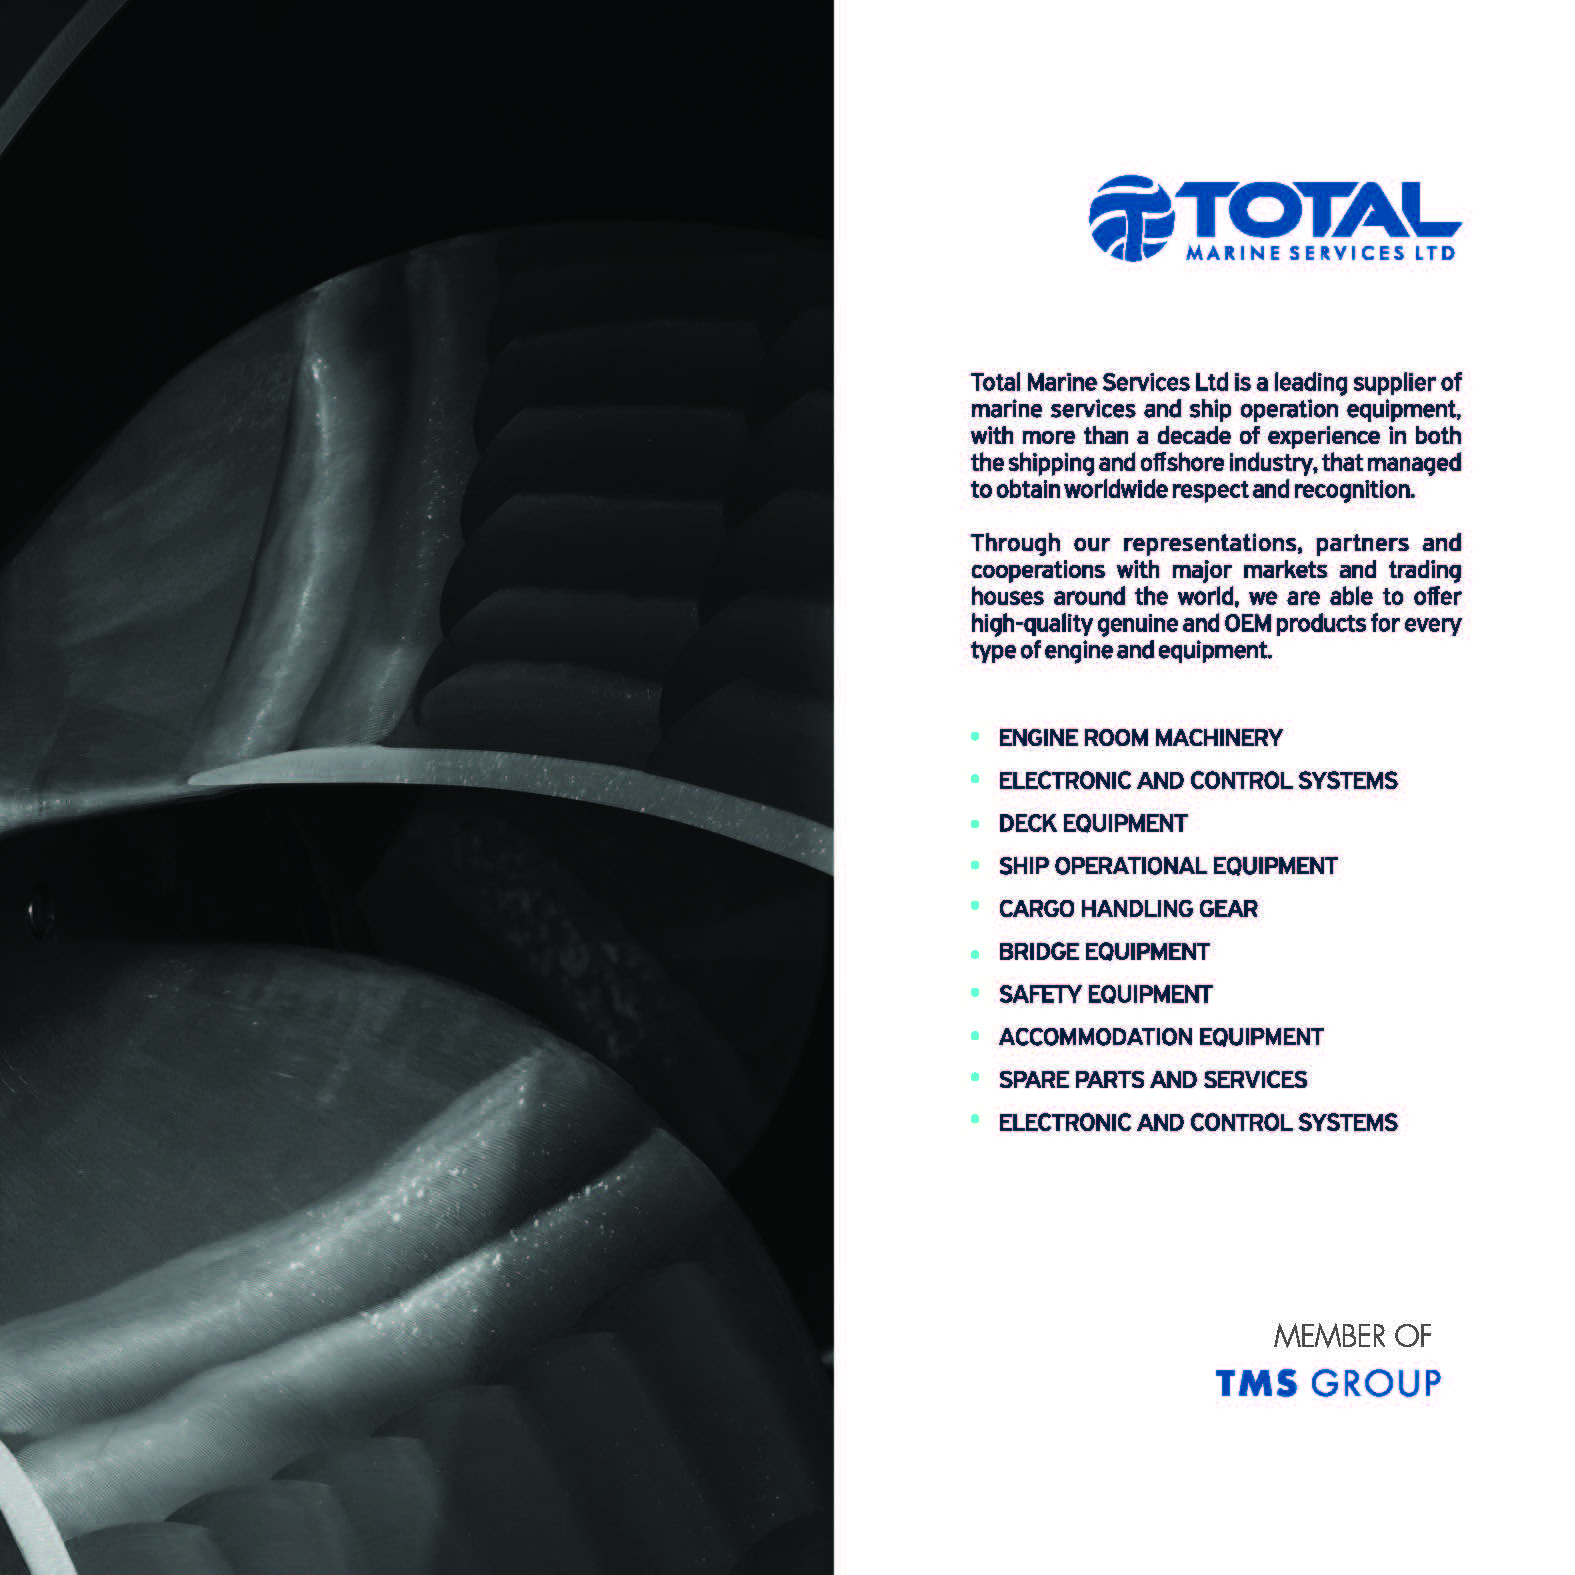 TOTAL
MARINE SERVICES LTD
Total Marine Services Ltd is a leading supplier of
marine services and ship operation equipment,
with more than a decade of experience in both
the shipping and offshore industry, that managed
to obtain worldwide respect and recognition.
Through our representations, partners and
cooperations with major markets and trading
houses around the world, we are able to offer
high-quality genuine and OEM products for every
type of engine and equipment.
• ENGINE ROOM MACHINERY
• ELECTRONIC AND CONTROL SYSTEMS
• DECK EQUIPMENT
• SHIP OPERATIONAL EQUIPMENT
• CARGO HANDLING GEAR
• BRIDGE EQUIPMENT
• SAFETY EQUIPMENT
• ACCOMMODATION EQUIPMENT
• SPARE PARTS AND SERVICES
• ELECTRONIC AND CONTROL SYSTEMS
MEMBER OF
TMS GROUP